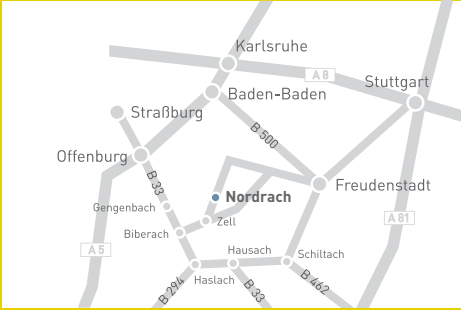 Karlsruhe
A 8
Stuttgart
Baden-Baden
Straßburg
B 500
Offenburg
B 33
Freudenstadt
Nordrach
Gengenbach
A 81
Zell
Biberach
A 5
Hausach
Schiltach
Haslach
B 294
B 33
B 462